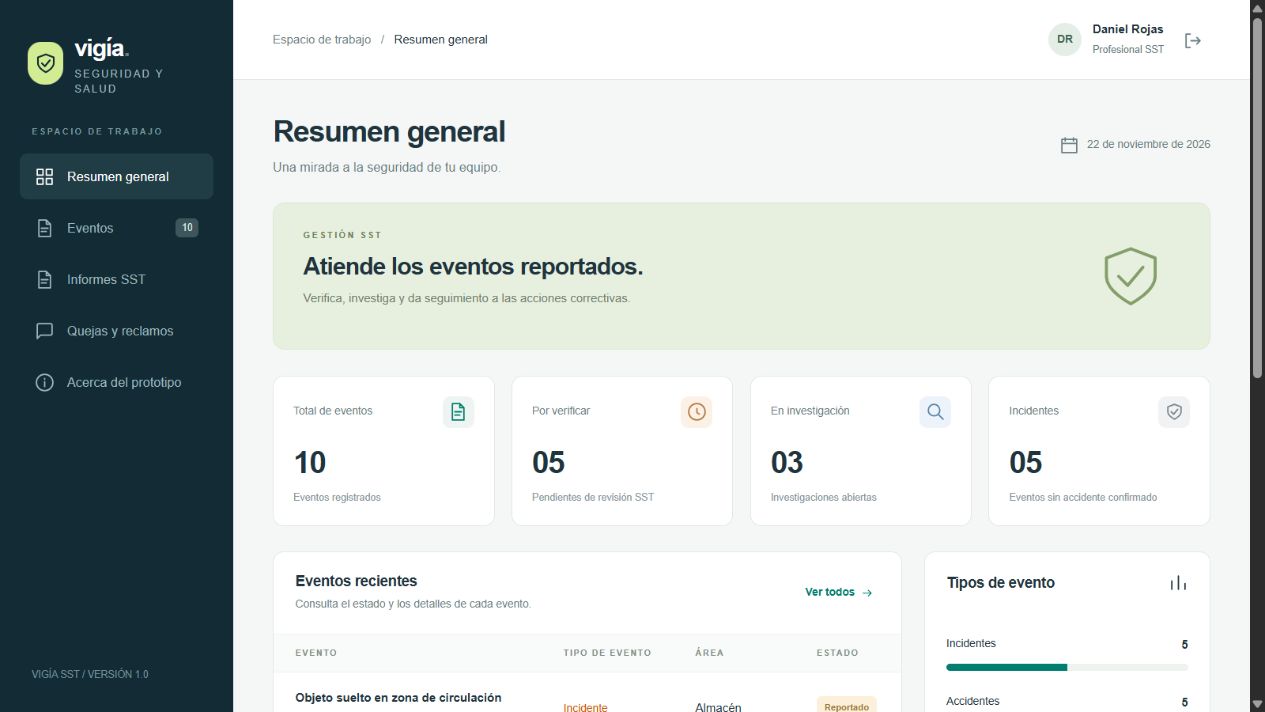 vigía.
SEGURIDAD Y
SALUD
ESPACIO DE TRABAJO
Resumen general
Eventos 10
Informes SST
Quejas y reclamos
Acerca del prototipo
VIGÍA SST / VERSIÓN 1.0
Espacio de trabajo / Resumen general
DR
Daniel Rojas
Profesional SST
Resumen general
Una mirada a la seguridad de tu equipo.
22 de noviembre de 2026
GESTIÓN SST
Atiende los eventos reportados.
Verifica, investiga y da seguimiento a las acciones correctivas.
Total de eventos
10
Eventos registrados
Por verificar
05
Pendientes de revisión SST
En investigación
03
Investigaciones abiertas
Incidentes
05
Eventos sin accidente confirmado
Eventos recientes
Consulta el estado y los detalles de cada evento.
Ver todos →
EVENTO TIPO DE EVENTO ÁREA ESTADO
Objeto suelto en zona de circulación
Incidente Almacén Reportado
Tipos de evento
Incidentes 5
Accidentes 5